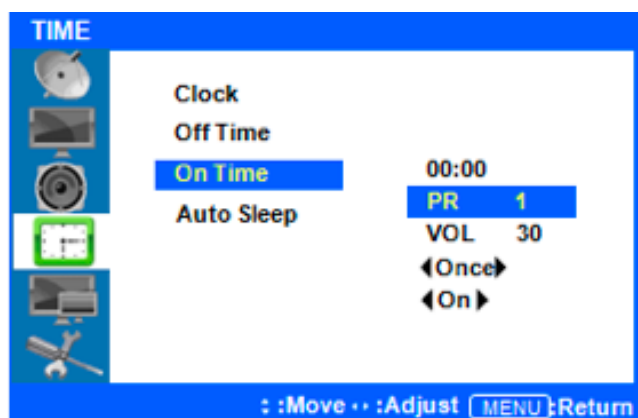 TIME
Clock
Off Time
On Time 00:00
PR 1
Auto Sleep
VOL 30
Once
On
:Move :Adjust MENU:Return